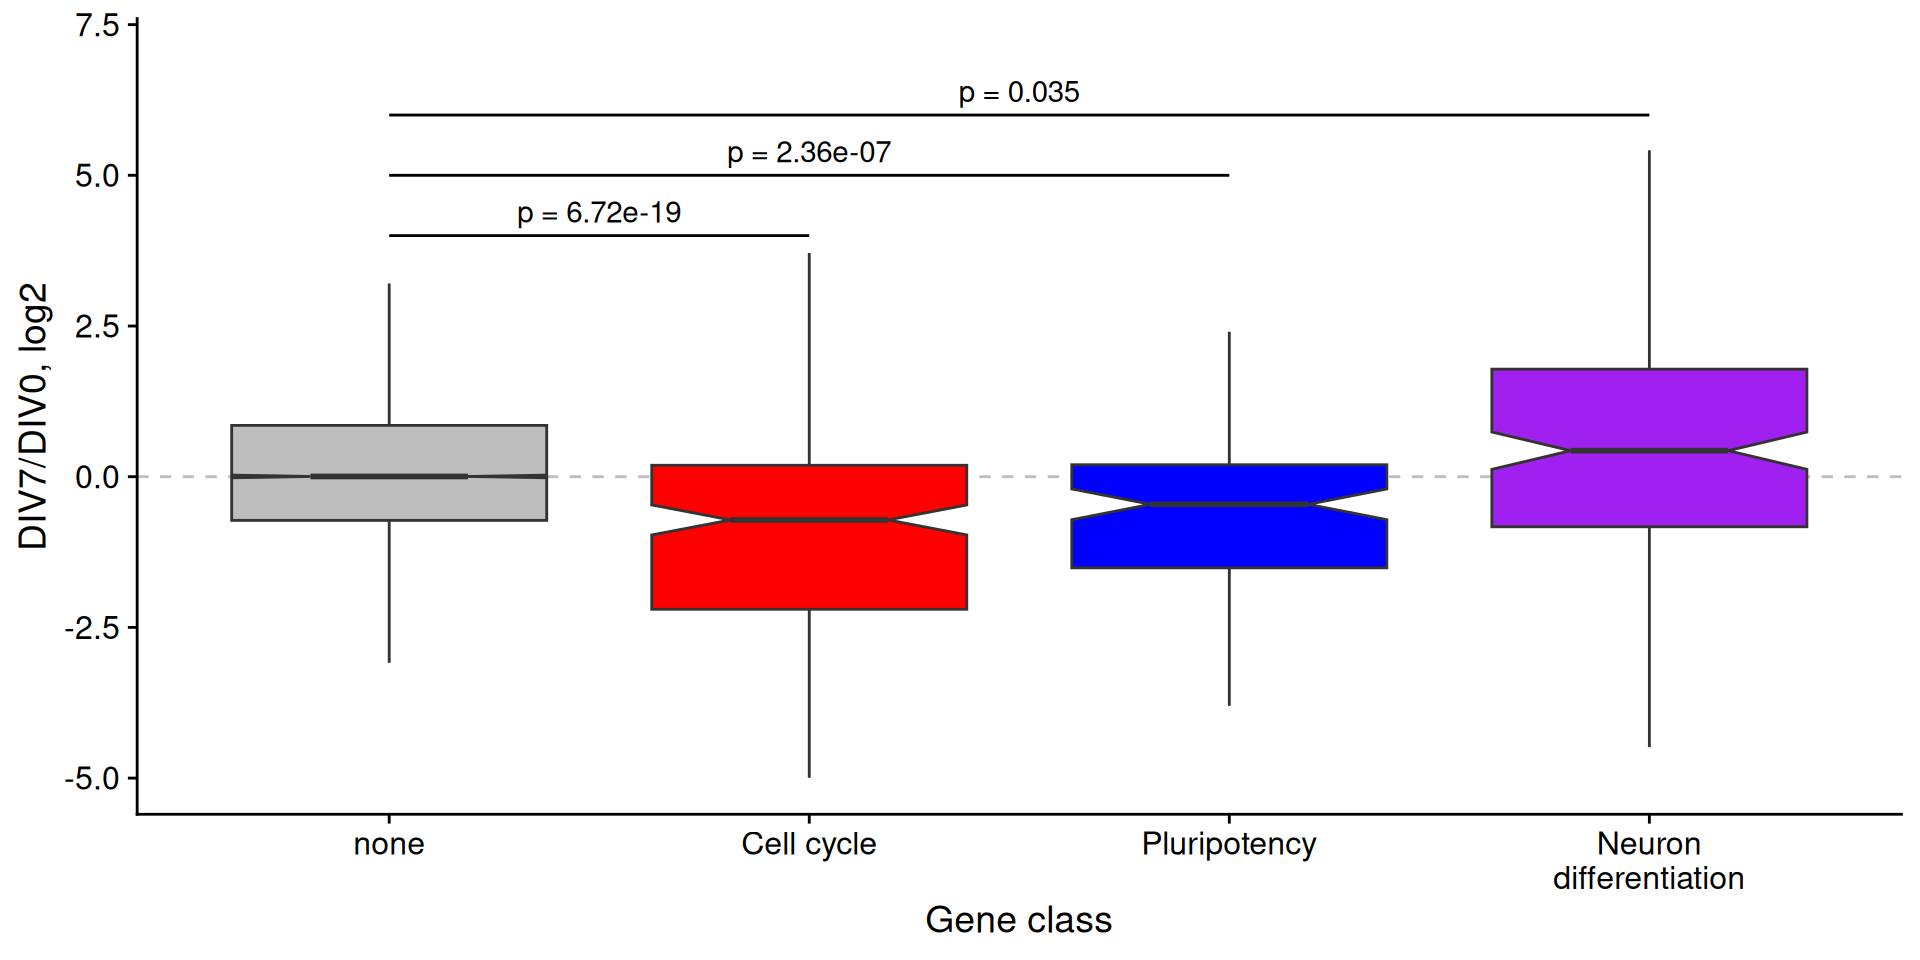 7.5
5.0
2.5
0.0
-2.5
-5.0
DIV7/DIV0, log2
p = 0.035
p = 2.36e-07
p = 6.72e-19
none
Cell cycle
Pluripotency
Neuron
differentiation
Gene class